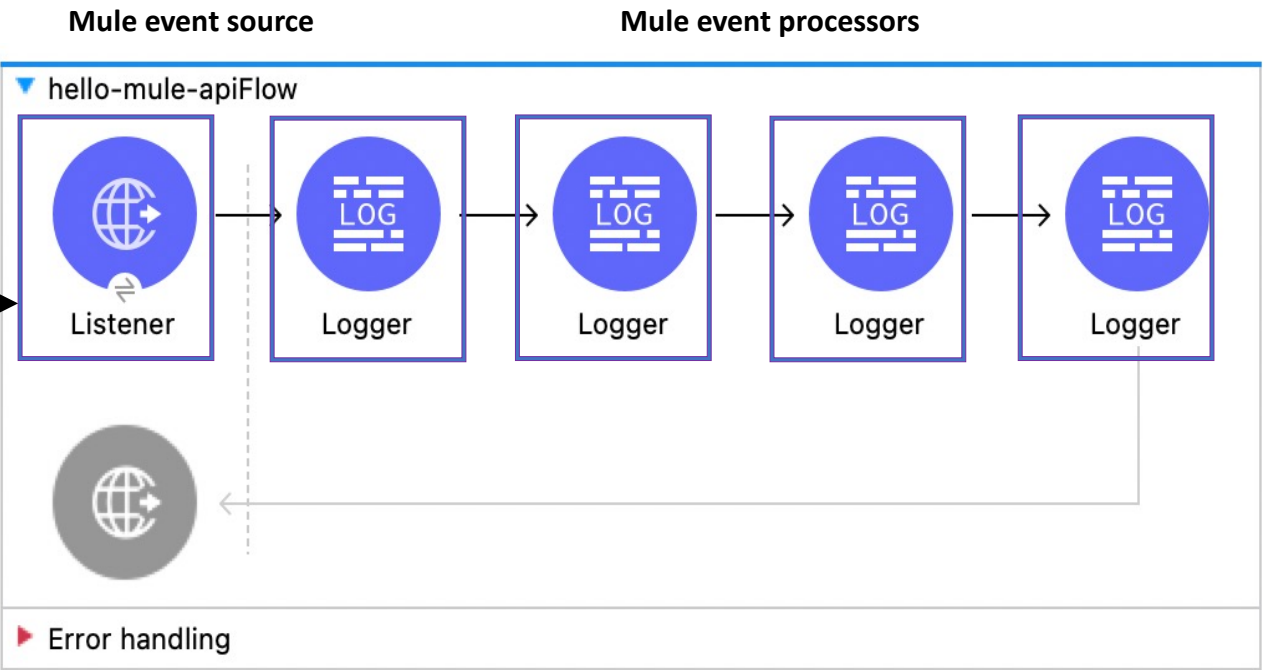 Mule event source
Mule event processors
hello-mule-apiFlow
LOG
LOG
LOG
LOG
Listener
Logger
Logger
Logger
Logger
Error handling